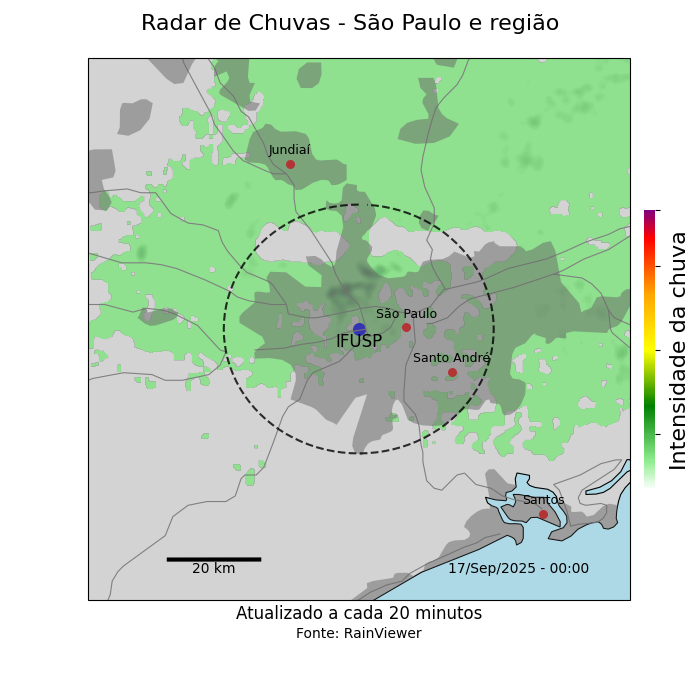 Radar de Chuvas - São Paulo e região
Jundiaí
São Paulo
IFUSP
Santo André
Santos
20 km
17/Sep/2025 - 00:00
Intensidade da chuva
Atualizado a cada 20 minutos
Fonte: RainViewer